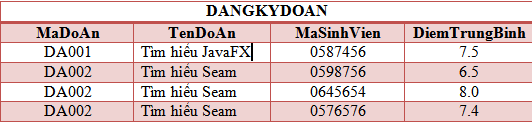 DANGKYDOAN
MaDoAn TenDoAn MaSinhVien DiemTrungBinh
DA001 Tìm hiểu JavaFX 0587456 7.5
DA002 Tìm hiểu Seam 0598756 6.5
DA002 Tìm hiểu Seam 0645654 8.0
DA002 Tìm hiểu Seam 0576576 7.4